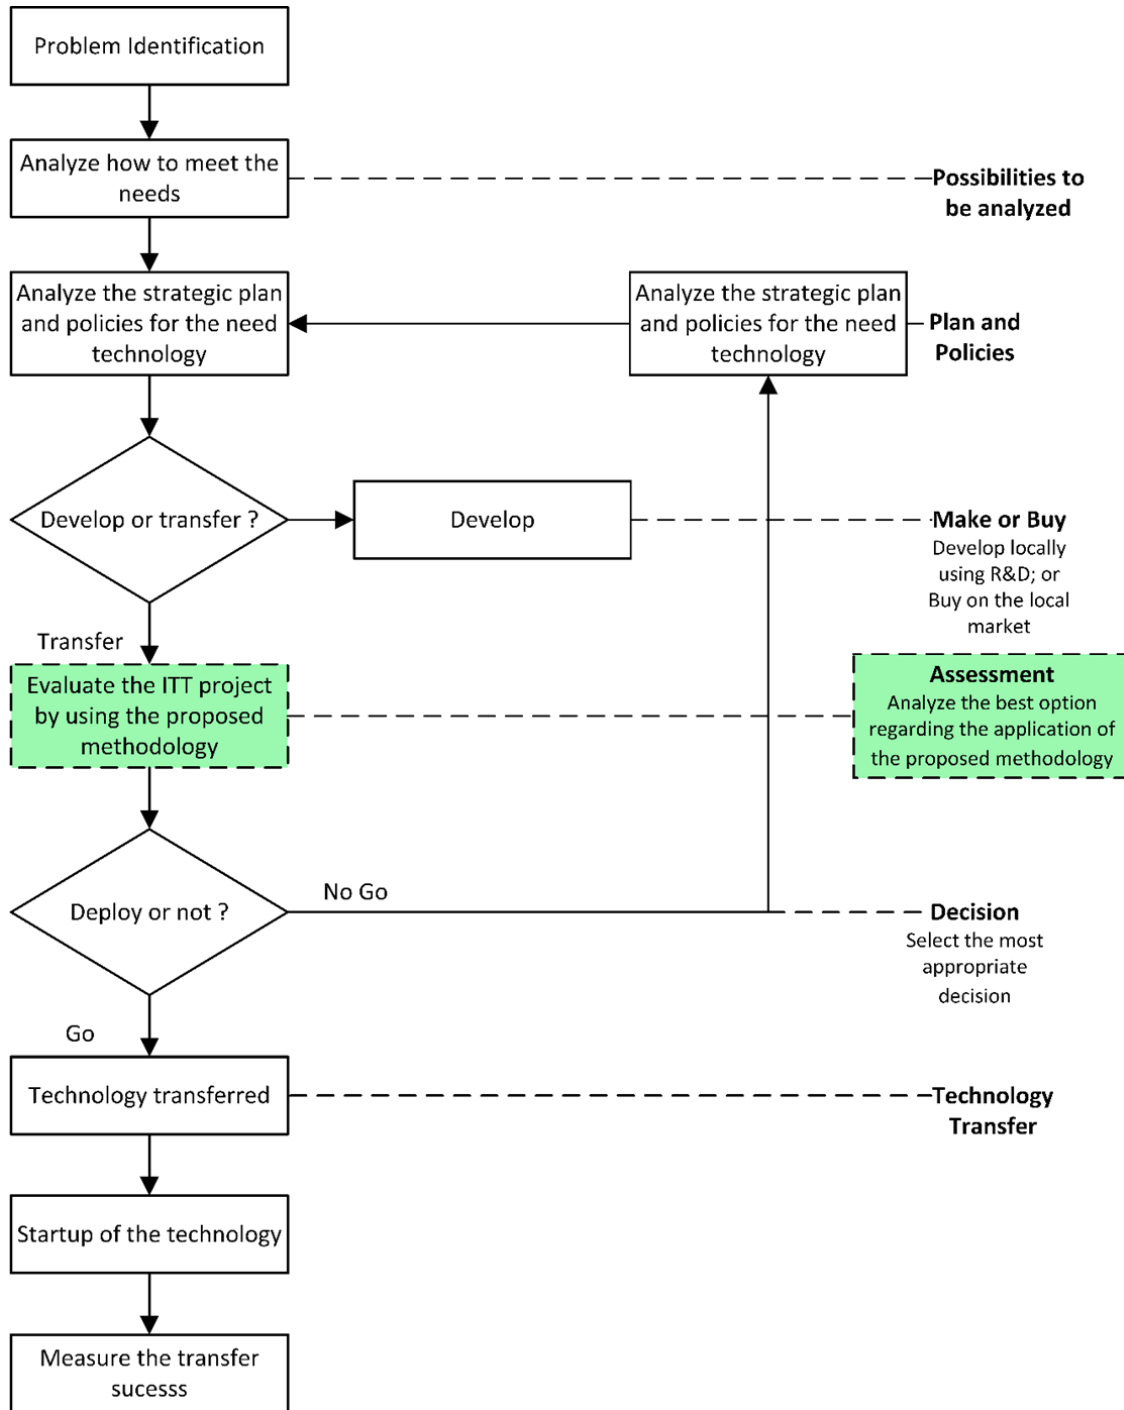 Problem Identification
Analyze how to meet the
needs
Possibilities to
be analyzed
Analyze the strategic plan
and policies for the need
technology
Analyze the strategic plan
and policies for the need
technology
Plan and
Policies
Develop or transfer ?
Develop
Make or Buy
Develop locally
using R&D; or
Buy on the local
market
Transfer
Evaluate the ITT project
by using the proposed
methodology
Assessment
Analyze the best option
regarding the application of
the proposed methodology
Deploy or not ?
No Go
Decision
Select the most
appropriate
decision
Go
Technology transferred
Technology
Transfer
Startup of the technology
Measure the transfer
sucesss